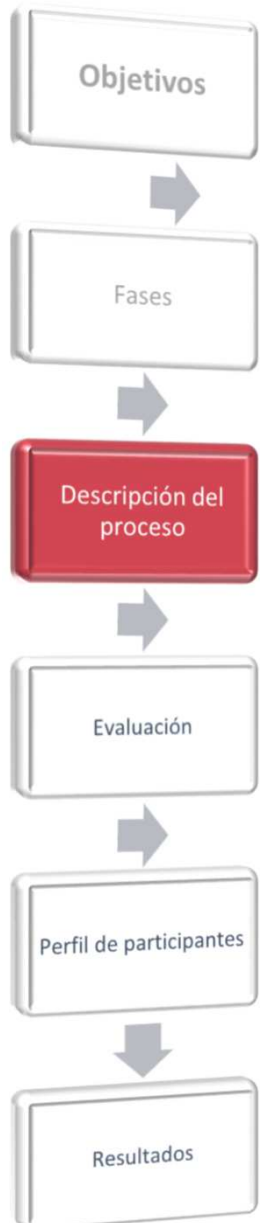 Objetivos
Fases
Descripción del
proceso
Evaluación
Perfil de participantes
Resultados